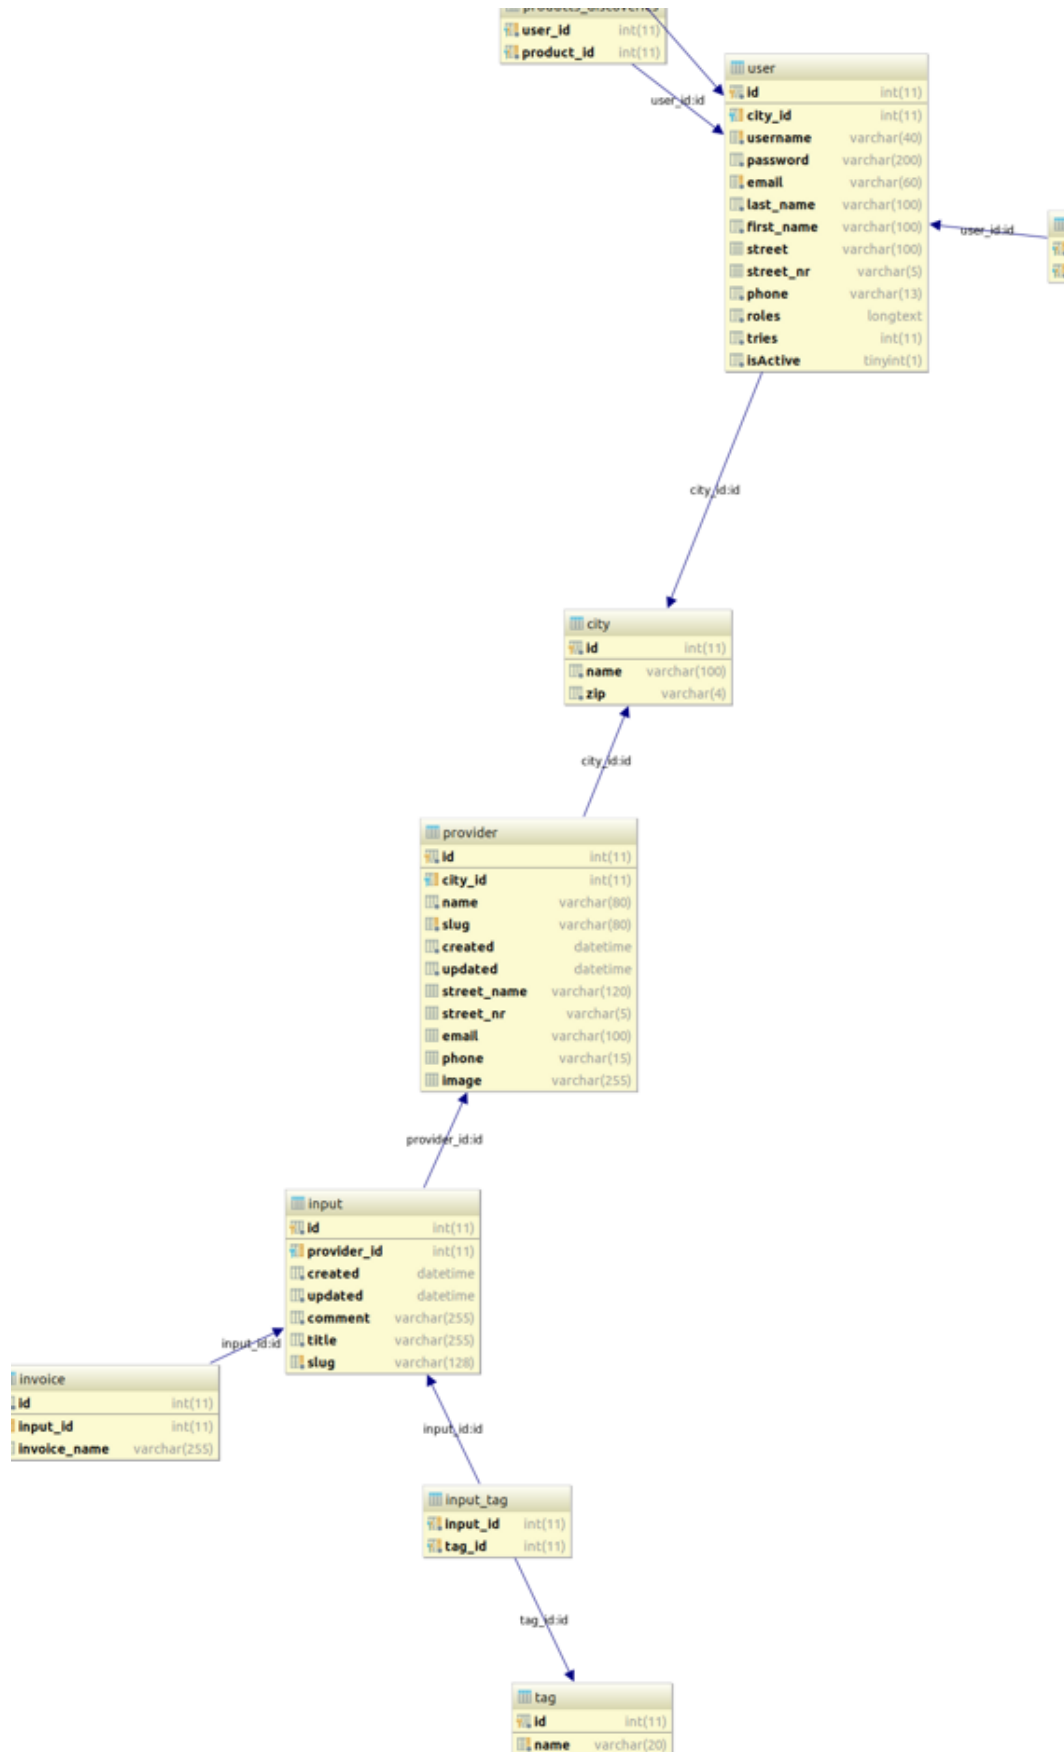 user_id int(11)
product_id int(11)
user_id:id
user
id int(11)
city_id int(11)
username varchar(40)
password varchar(200)
email varchar(60)
last_name varchar(100)
first_name varchar(100)
street varchar(100)
street_nr varchar(5)
phone varchar(13)
roles longtext
tries int(11)
isActive tinyint(1)
user_id:id
city_id:id
city
id int(11)
name varchar(100)
zip varchar(4)
city_id:id
provider
id int(11)
city_id int(11)
name varchar(80)
slug varchar(80)
created datetime
updated datetime
street_name varchar(120)
street_nr varchar(5)
email varchar(100)
phone varchar(15)
image varchar(255)
provider_id:id
input
id int(11)
provider_id int(11)
created datetime
updated datetime
comment varchar(255)
title varchar(255)
slug varchar(128)
input_id:id
invoice
id int(11)
input_id int(11)
invoice_name varchar(255)
input_id:id
input_tag
input_id int(11)
tag_id int(11)
tag_id:id
tag
id int(11)
name varchar(20)